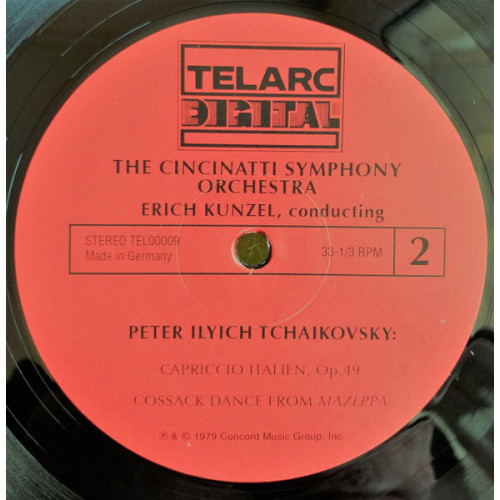 TELARC
DIGITAL
THE CINCINATTI SYMPHONY
ORCHESTRA
ERICH KUNZEL, conducting
STEREO TEL00009
Made in Germany
33-1/3 RPM
2
PETER ILYICH TCHAIKOVSKY:
CAPRICCIO ITALIEN, Op.49
COSSACK DANCE FROM MAZEPPA
℗ & © 1979 Concord Music Group, Inc.